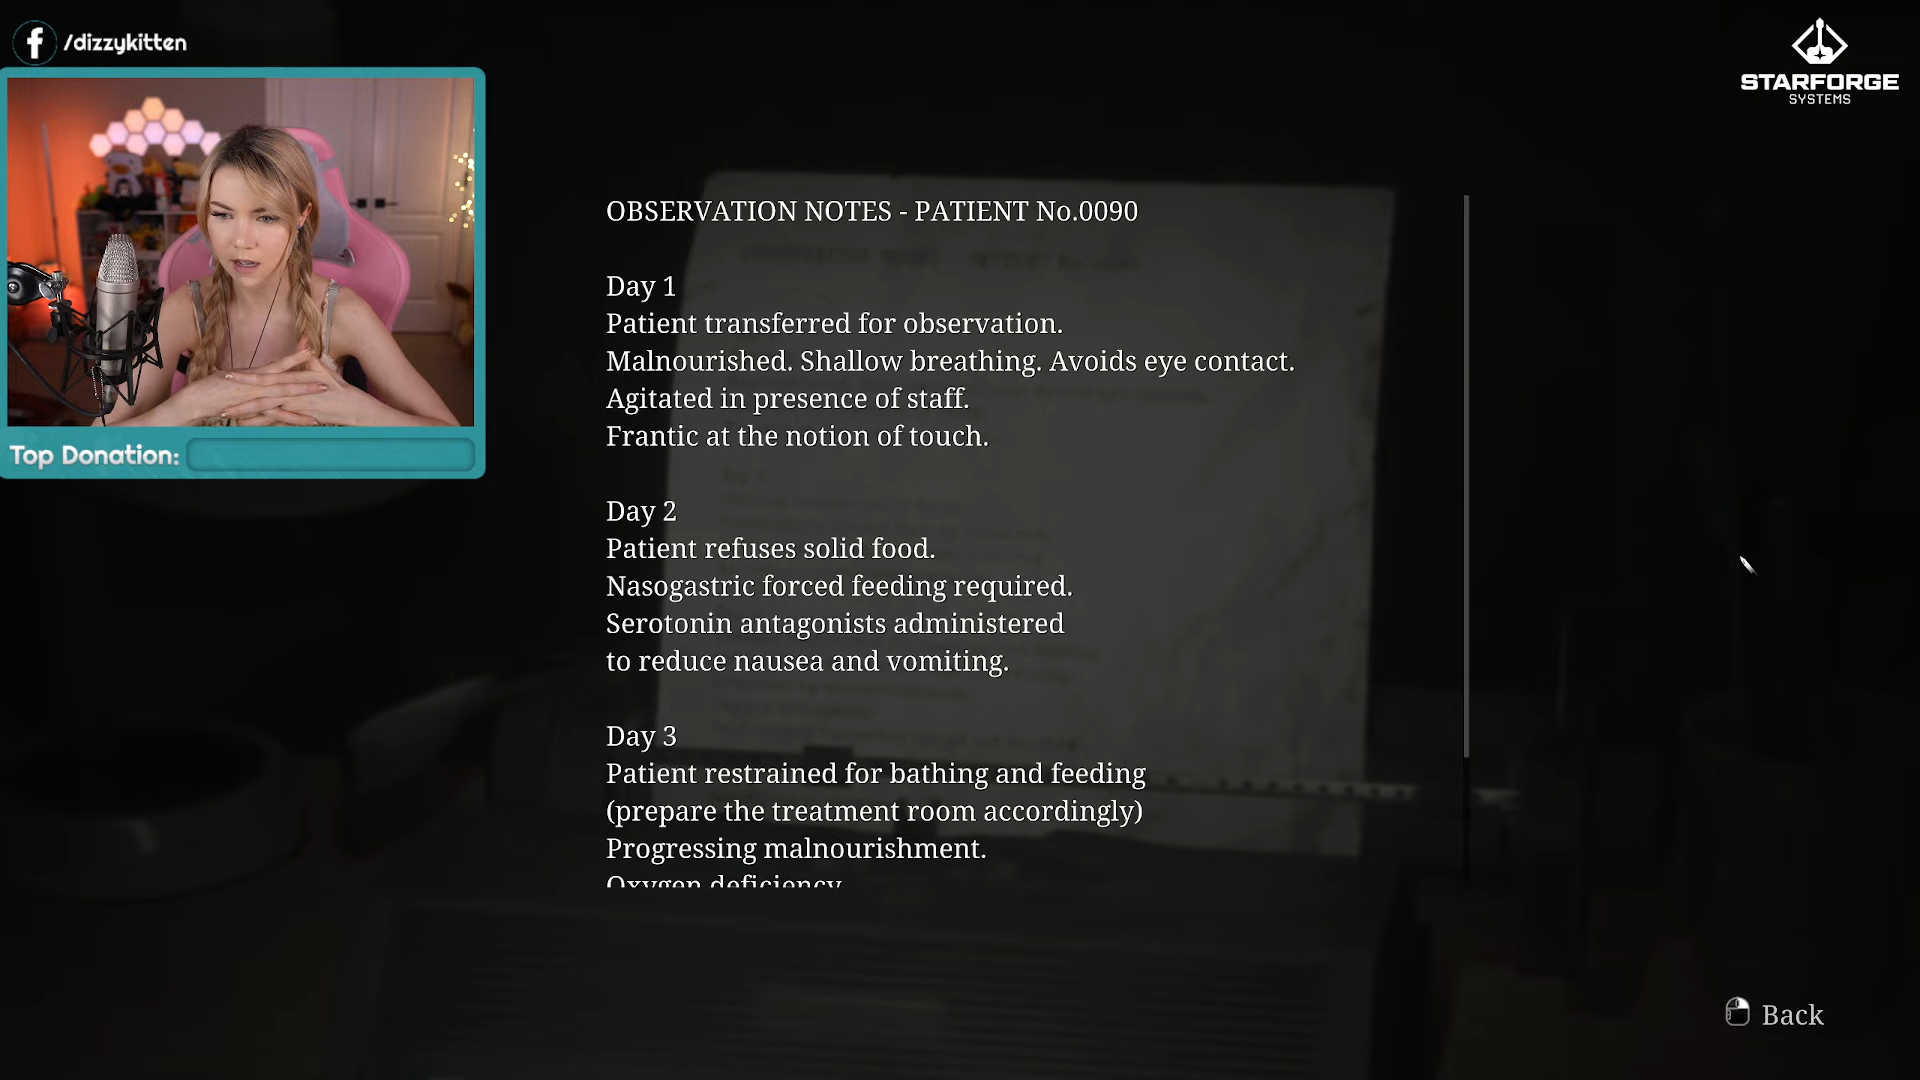 /dizzykitten
STARFORGE
SYSTEMS
Top Donation:
OBSERVATION NOTES - PATIENT No.0090
Day 1
Patient transferred for observation.
Malnourished. Shallow breathing. Avoids eye contact.
Agitated in presence of staff.
Frantic at the notion of touch.
Day 2
Patient refuses solid food.
Nasogastric forced feeding required.
Serotonin antagonists administered
to reduce nausea and vomiting.
Day 3
Patient restrained for bathing and feeding
(prepare the treatment room accordingly)
Progressing malnourishment.
Oxygen deficiency
Back